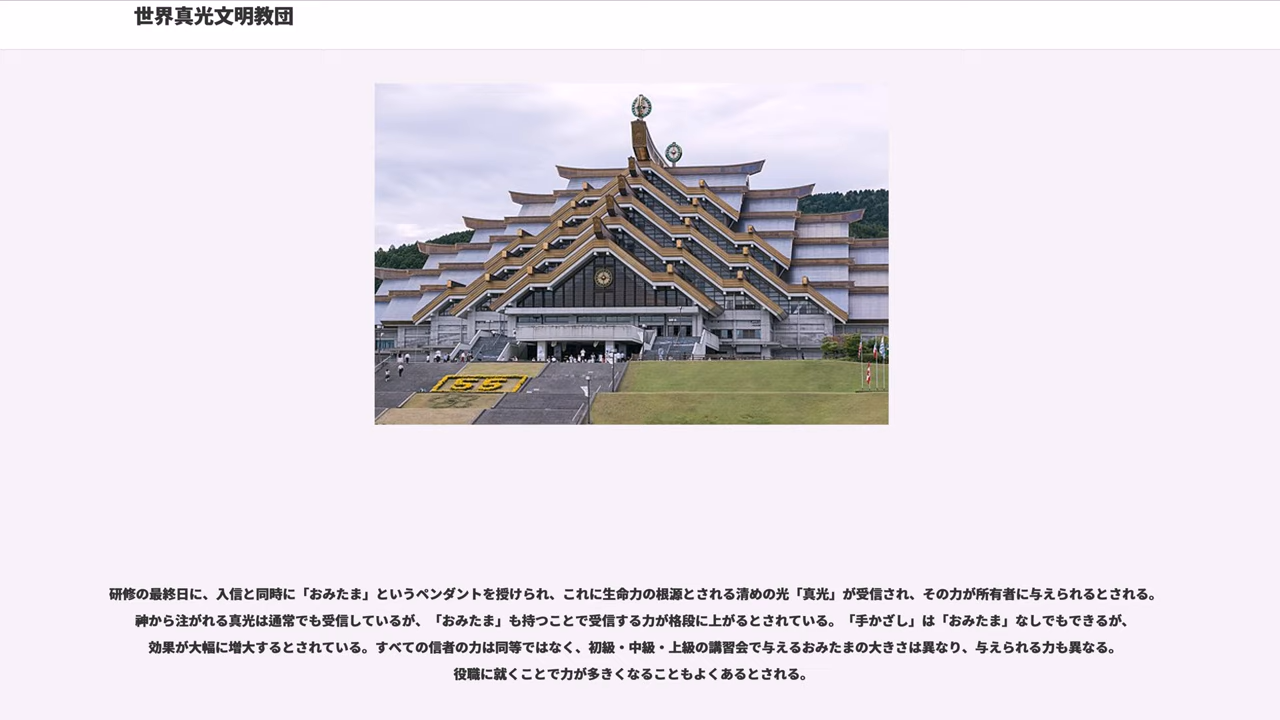 世界真光文明教団
55
研修の最終日に、入信と同時に「おみたま」というペンダントを授けられ、これに生命力の根源とされる清めの光「真光」が受信され、その力が所有者に与えられるとされる。
神から注がれる真光は通常でも受信しているが、「おみたま」も持つことで受信する力が格段に上がるとされている。「手かざし」は「おみたま」なしでもできるが、
効果が大幅に増大するとされている。すべての信者の力は同等ではなく、初級・中級・上級の講習会で与えるおみたまの大きさは異なり、与えられる力も異なる。
役職に就くことで力が多きくなることもよくあるとされる。